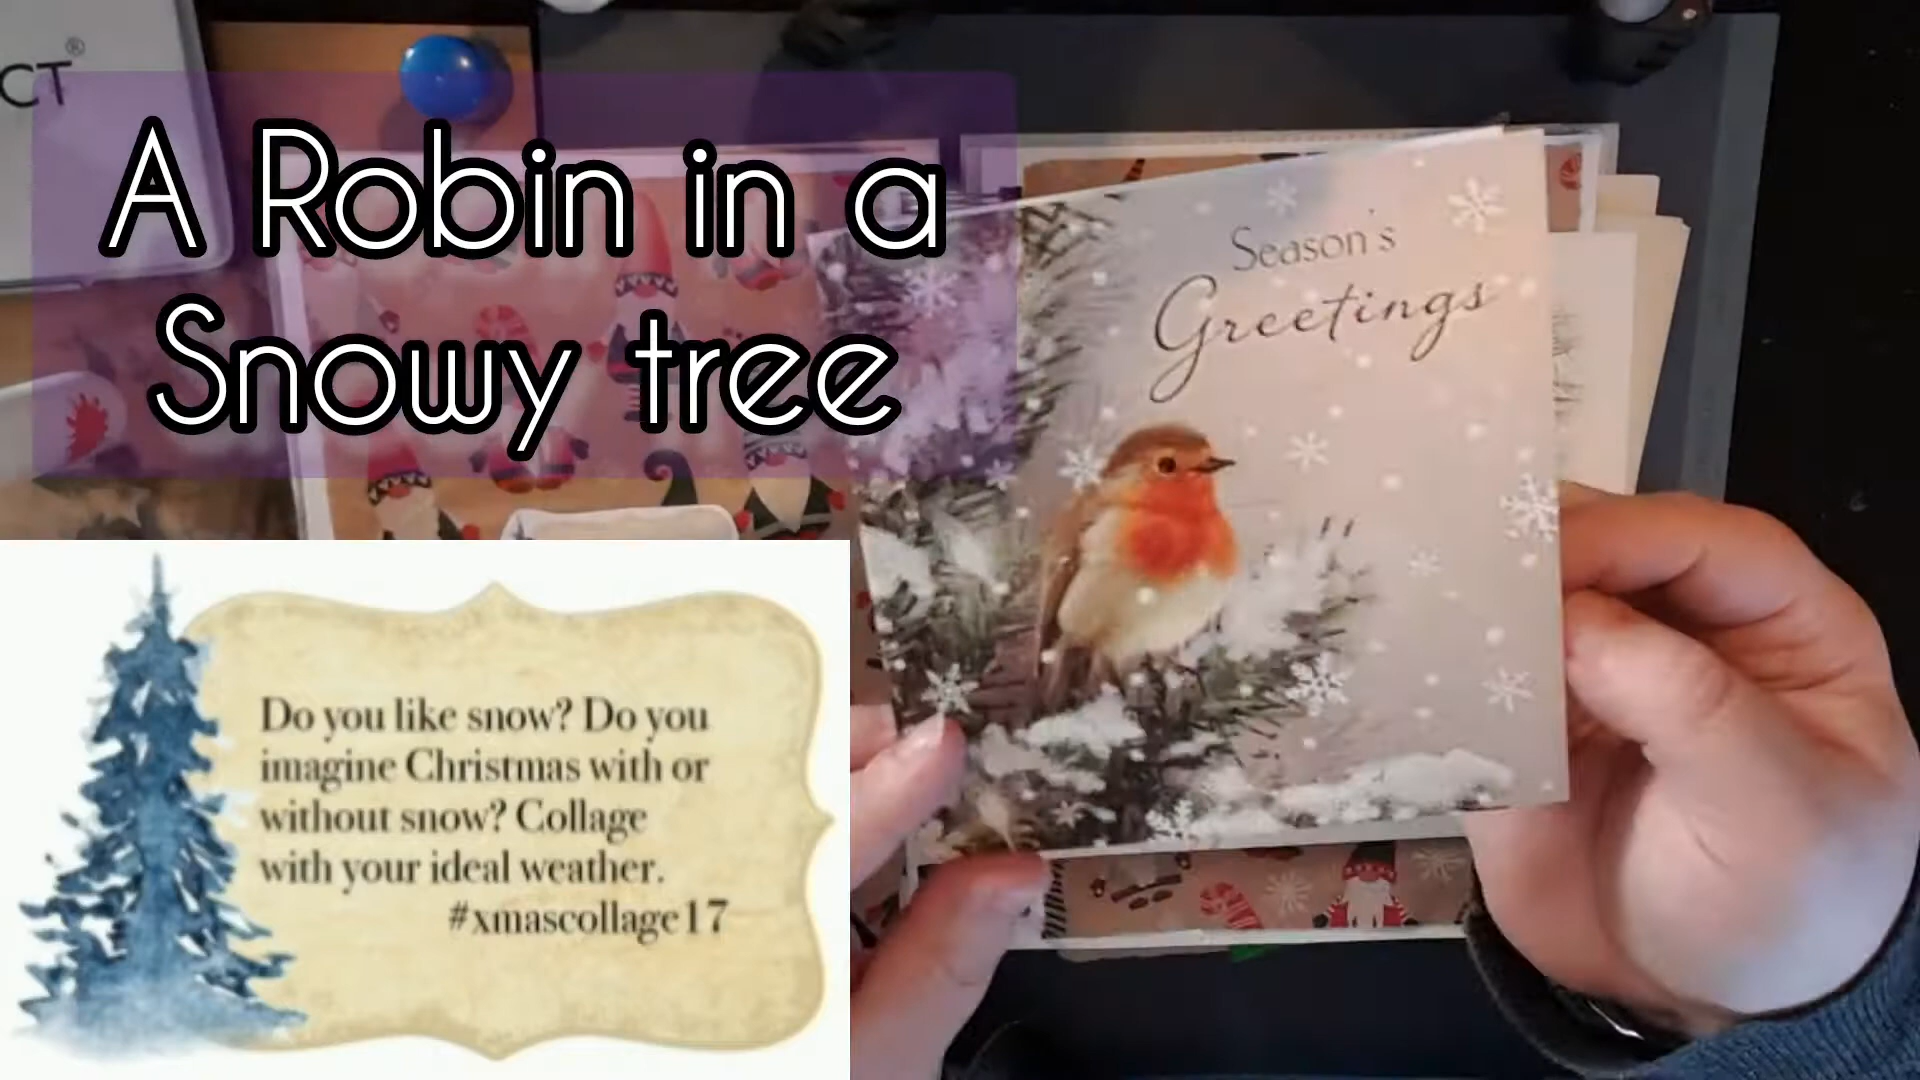 CT®
A Robin in a
Snowy tree
Season's
Greetings
Do you like snow? Do you
imagine Christmas with or
without snow? Collage
with your ideal weather.
#xmascollage17